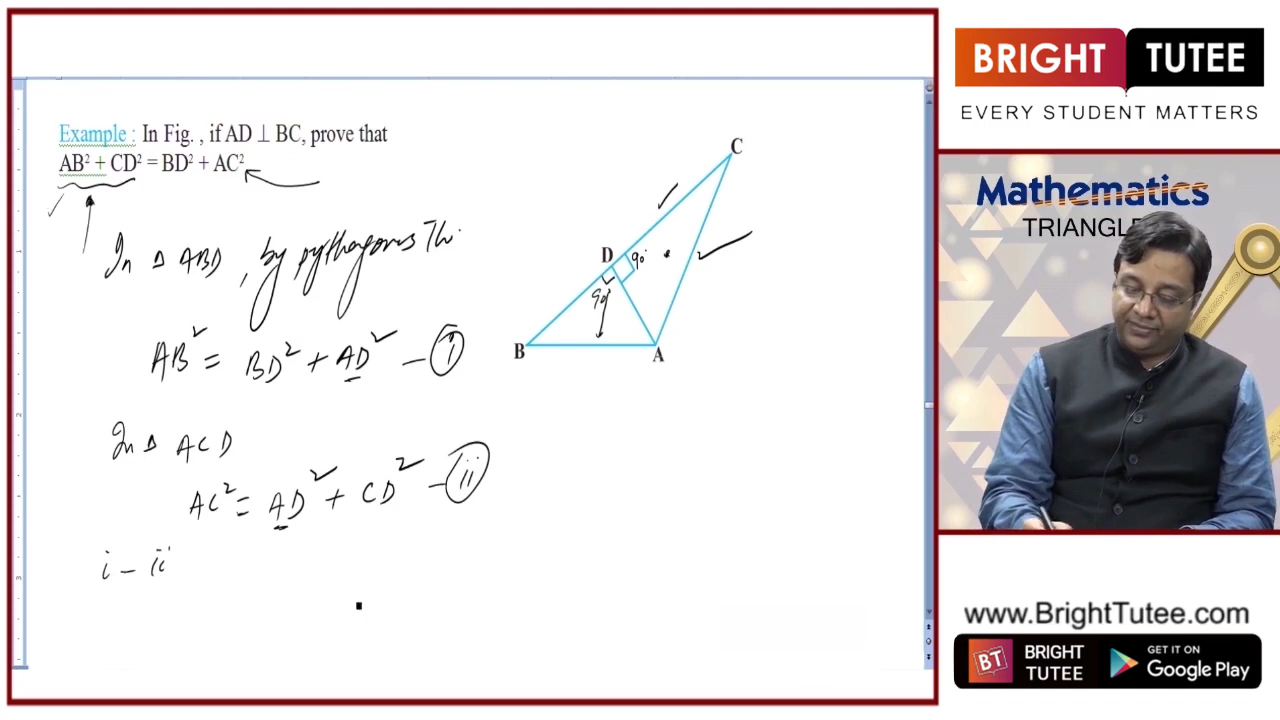 Example : In Fig. , if AD ⊥ BC, prove that
AB² + CD² = BD² + AC²
In Δ ABD, by pythagorus Th.
AB² = BD² + AD² – (i)
In Δ ACD
AC² = AD² + CD² – (ii)
i – ii
C
D
90°
90°
B
A
BRIGHT TUTEE
EVERY STUDENT MATTERS
Mathematics
TRIANGLE
www.BrightTutee.com
BT BRIGHT TUTEE
GET IT ON
Google Play